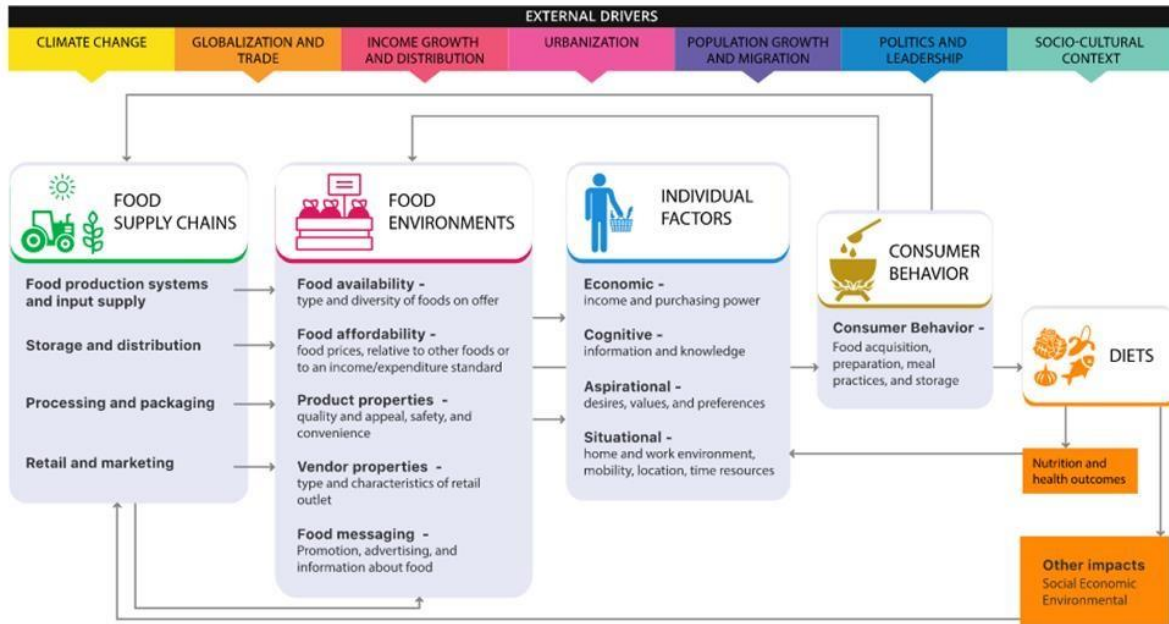 EXTERNAL DRIVERS
CLIMATE CHANGE
GLOBALIZATION AND
TRADE
INCOME GROWTH
AND DISTRIBUTION
URBANIZATION
POPULATION GROWTH
AND MIGRATION
POLITICS AND
LEADERSHIP
SOCIO-CULTURAL
CONTEXT
FOOD
SUPPLY CHAINS
Food production systems
and input supply
Storage and distribution
Processing and packaging
Retail and marketing
FOOD
ENVIRONMENTS
Food availability -
type and diversity of foods on offer
Food affordability -
food prices, relative to other foods or
to an income/expenditure standard
Product properties -
quality and appeal, safety, and
convenience
Vendor properties -
type and characteristics of retail
outlet
Food messaging -
Promotion, advertising, and
information about food
INDIVIDUAL
FACTORS
Economic -
income and purchasing power
Cognitive -
information and knowledge
Aspirational -
desires, values, and preferences
Situational -
home and work environment,
mobility, location, time resources
CONSUMER
BEHAVIOR
Consumer Behavior -
Food acquisition,
preparation, meal
practices, and storage
DIETS
Nutrition and
health outcomes
Other impacts
Social Economic
Environmental